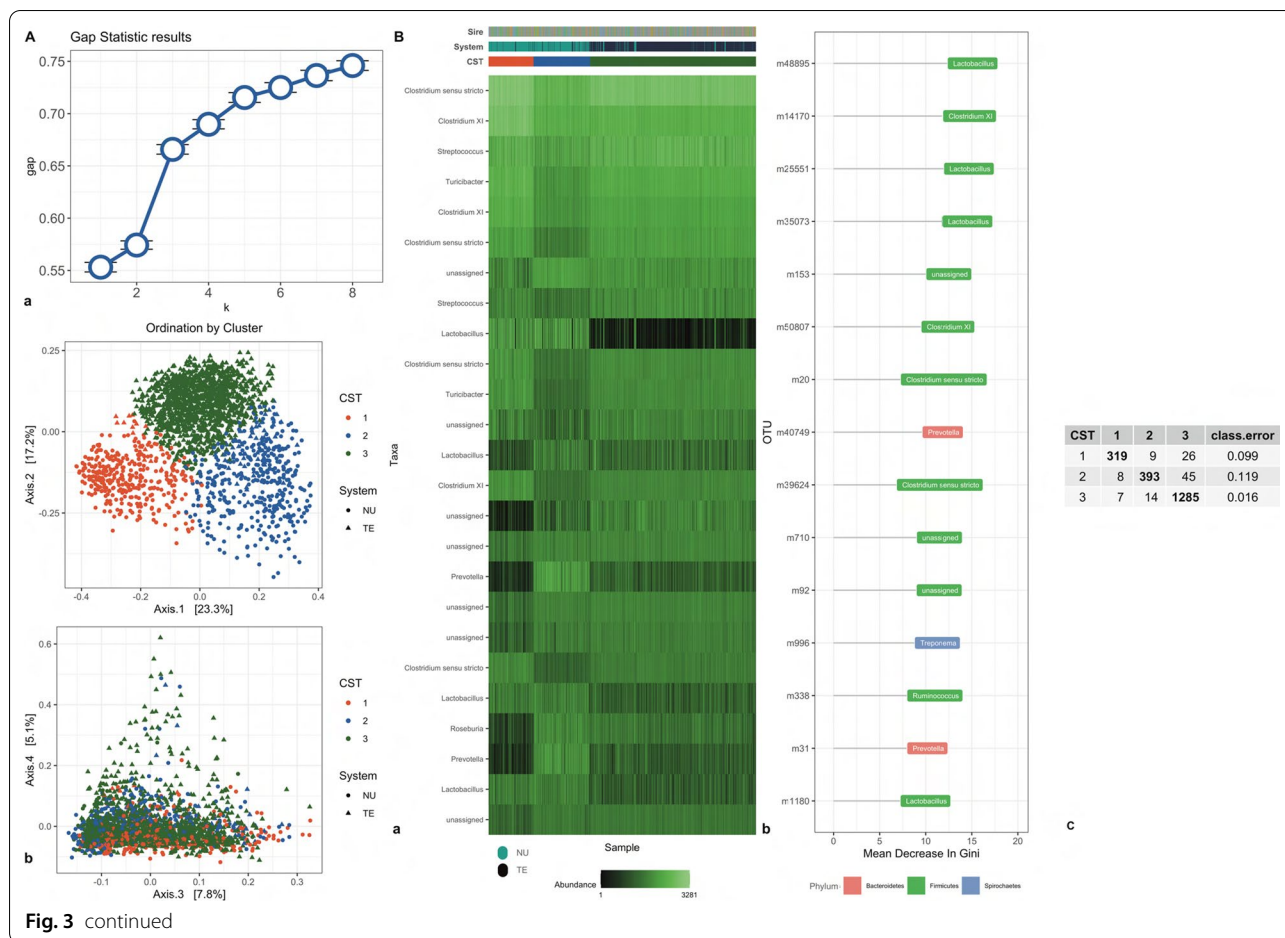 A
Gap Statistic results
0.75
0.70
0.65
0.60
0.55
gap
2
4
6
8
k
a
Ordination by Cluster
0.25
0.00
-0.25
Axis.2 [17.2%]
-0.4
-0.2
0.0
0.2
0.4
Axis.1 [23.3%]
CST
1
2
3
System
NU
TE
0.6
0.4
0.2
0.0
Axis.4 [5.1%]
-0.1
0.0
0.1
0.2
0.3
Axis.3 [7.8%]
CST
1
2
3
System
NU
TE
b
B
Sire
System
CST
Taxa
Clostridium sensu stricto
Clostridium XI
Streptococcus
Turicibacter
Clostridium XI
Clostridium sensu stricto
unassigned
Streptococcus
Lactobacillus
Clostridium sensu stricto
Turicibacter
unassigned
Lactobacillus
Clostridium XI
unassigned
unassigned
Prevotella
unassigned
unassigned
Clostridium sensu stricto
Lactobacillus
Roseburia
Prevotella
Lactobacillus
unassigned
a
Sample
NU
TE
Abundance
1
3281
OTU
m48895 Lactobacillus
m14170 Clostridium XI
m25551 Lactobacillus
m35073 Lactobacillus
m153 unassigned
m50807 Clostridium XI
m20 Clostridium sensu stricto
m40749 Prevotella
m39624 Clostridium sensu stricto
m710 unassigned
m92 unassigned
m996 Treponema
m338 Ruminococcus
m31 Prevotella
m1180 Lactobacillus
b
0
5
10
15
20
Mean Decrease In Gini
Phylum Bacteroidetes Firmicutes Spirochaetes
CST 1 2 3 class.error
1 319 9 26 0.099
2 8 393 45 0.119
3 7 14 1285 0.016
C
Fig. 3 continued